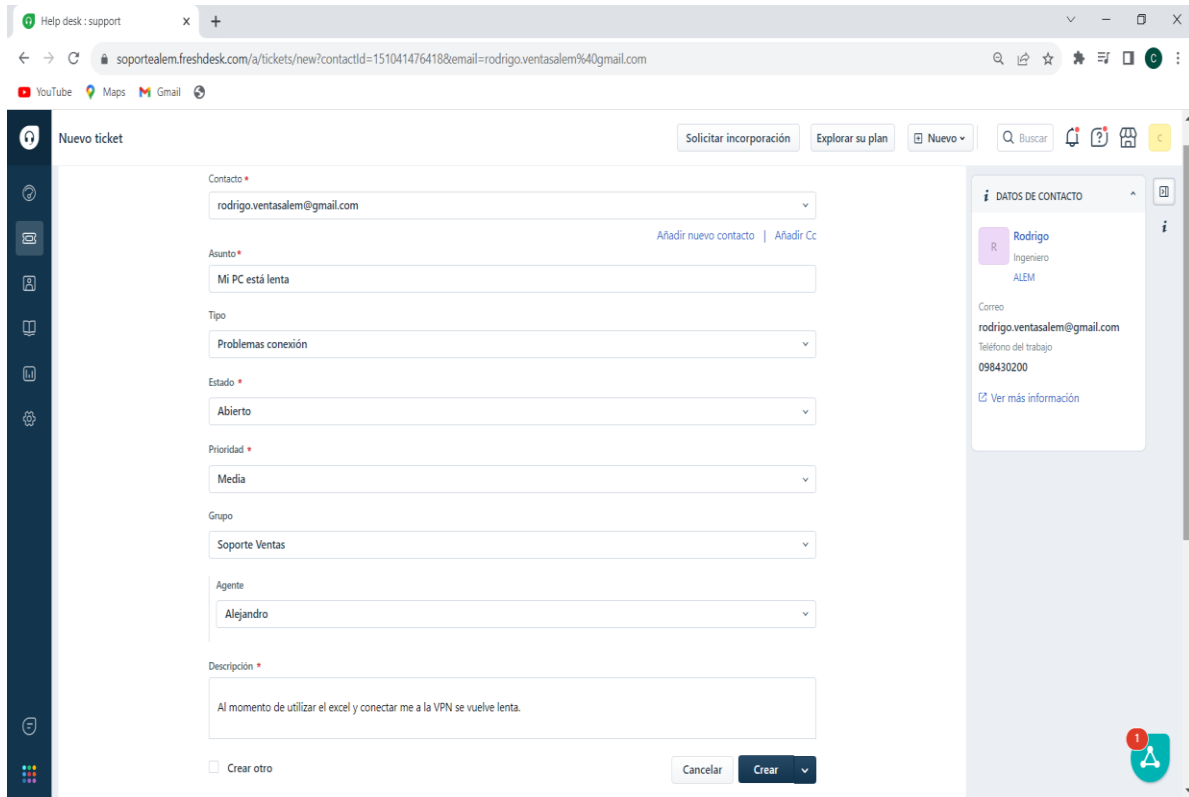 Help desk : support
soportealem.freshdesk.com/a/tickets/new?contactId=151041476418&email=rodrigo.ventasalem%40gmail.com
C
YouTube Maps Gmail
Nuevo ticket
Solicitar incorporación
Explorar su plan
Nuevo
Buscar
C
Contacto *
rodrigo.ventasalem@gmail.com
Añadir nuevo contacto | Añadir Cc
Asunto *
Mi PC está lenta
Tipo
Problemas conexión
Estado *
Abierto
Prioridad *
Media
Grupo
Soporte Ventas
Agente
Alejandro
Descripción *
Al momento de utilizar el excel y conectar me a la VPN se vuelve lenta.
Crear otro
Cancelar
Crear
DATOS DE CONTACTO
R
Rodrigo
Ingeniero
ALEM
Correo
rodrigo.ventasalem@gmail.com
Teléfono del trabajo
098430200
Ver más información
1